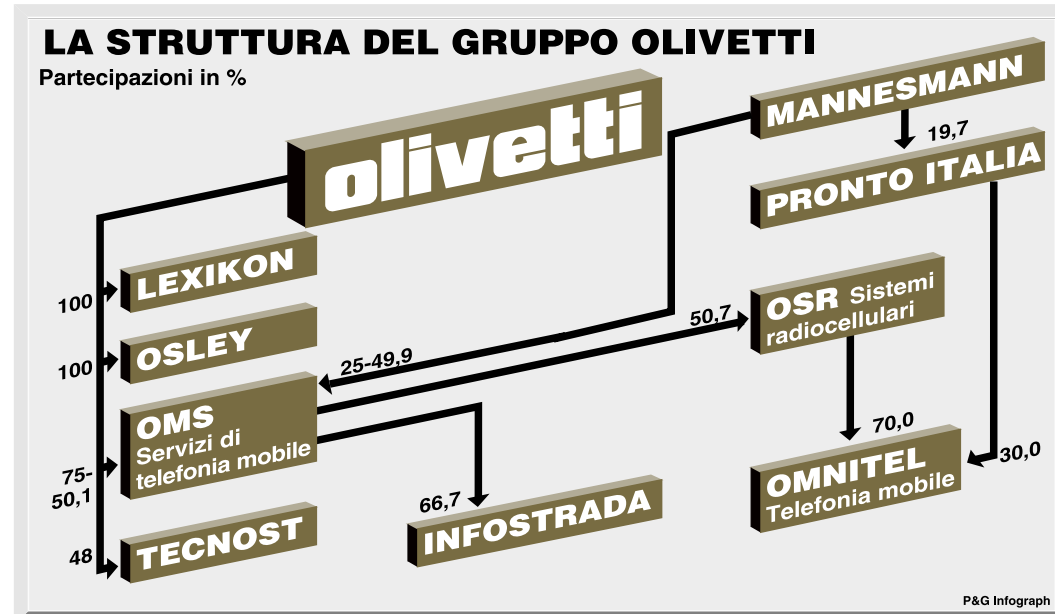 LA STRUTTURA DEL GRUPPO OLIVETTI
Partecipazioni in %
olivetti
MANNESMANN
19,7
PRONTO ITALIA
LEXIKON
100
OSLEY
100
OSR Sistemi
radiocellulari
50,7
25-49,9
OMS
Servizi di
telefonia mobile
75-
50,1
70,0
30,0
OMNITEL
Telefonia mobile
66,7
INFOSTRADA
TECNOST
48
P&G Infograph